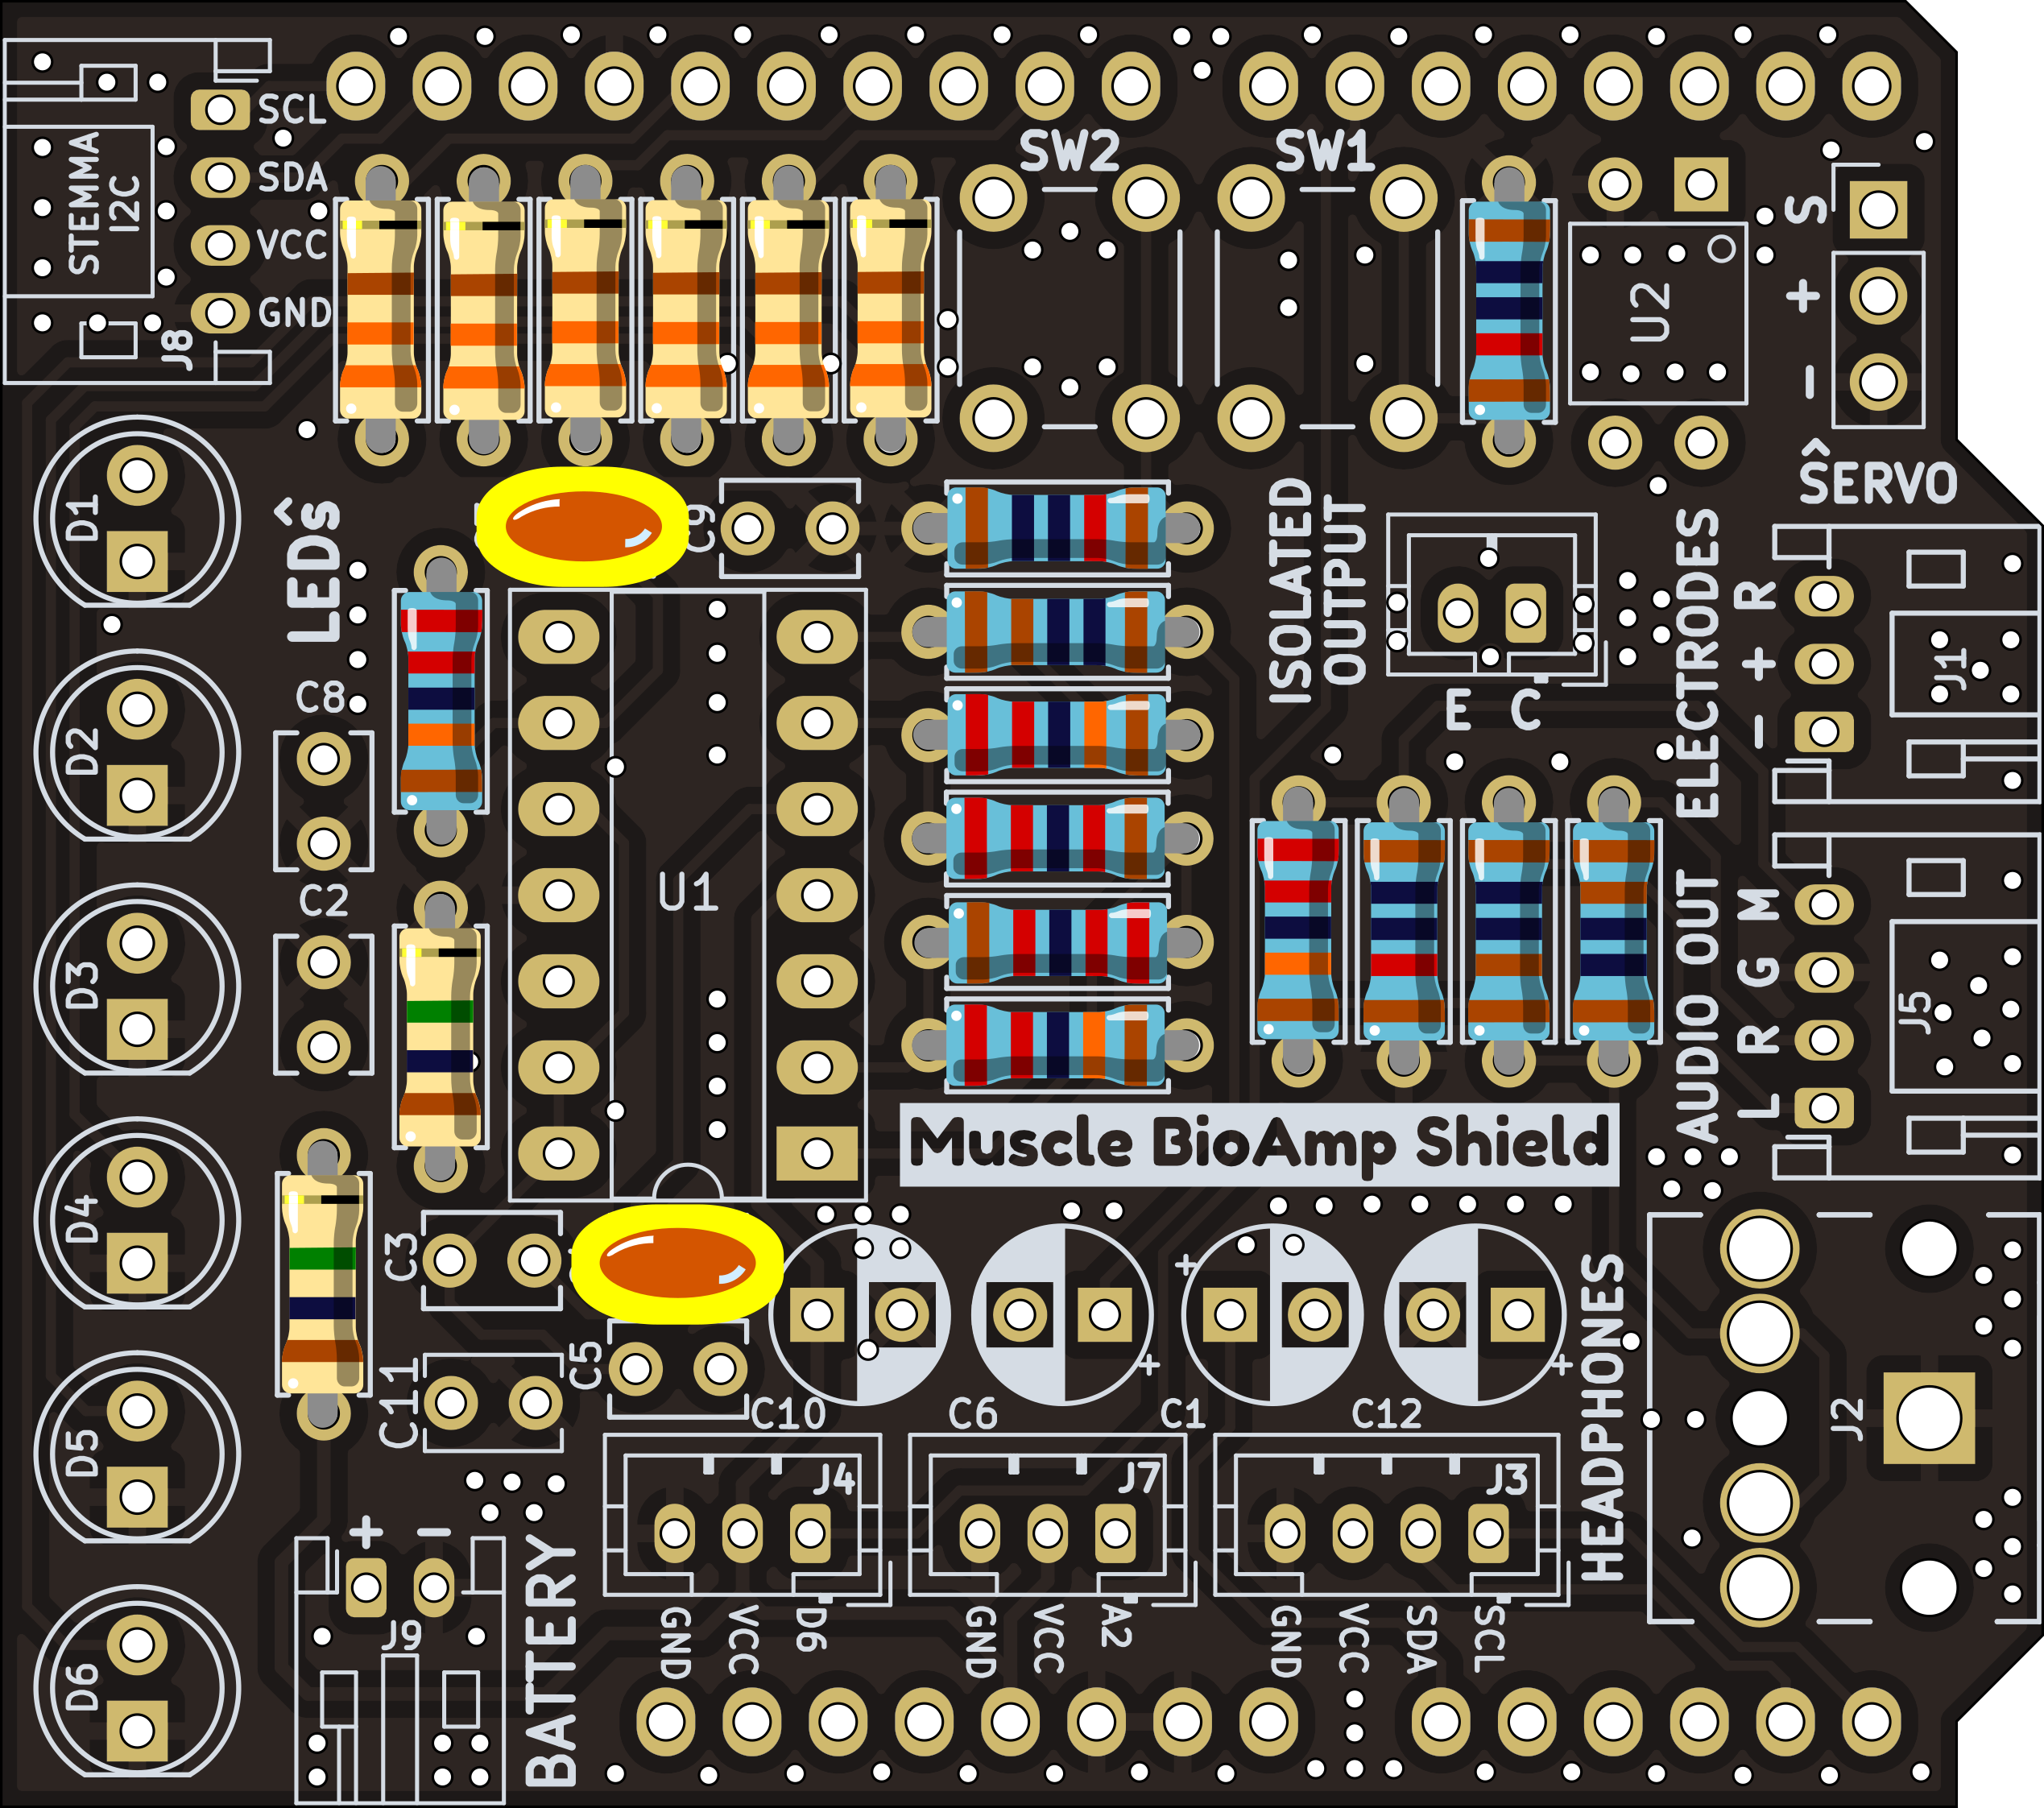 SCL
SDA
VCC
GND
STEMMA
I2C
J8
SW2
SW1
U2
S
+
-
^
SERVO
D1
D2
D3
D4
D5
D6
^
LEDs
C9
C8
C2
U1
ISOLATED
OUTPUT
E C
ELECTRODES
R
+
-
J1
AUDIO OUT
M
G
R
L
J5
Muscle BioAmp Shield
C3
C5
C111
+
+
+
+
C10
C6
C1
C12
HEADPHONES
J2
J4
J7
J3
+ -
J9
BATTERY
GND
VCC
D6
GND
VCC
A2
GND
VCC
SDA
SCL